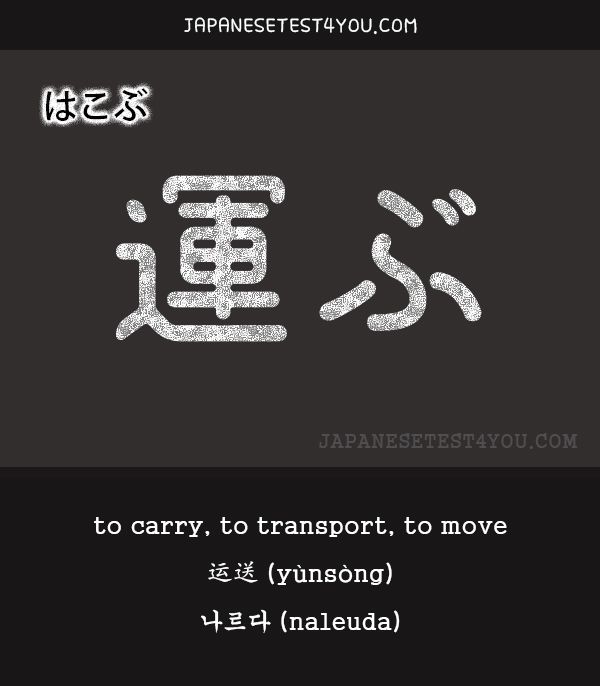 JAPANESETEST4YOU.COM
はこぶ
運ぶ
JAPANESETEST4YOU.COM
to carry, to transport, to move
运送 (yùnsòng)
나르다 (naleuda)